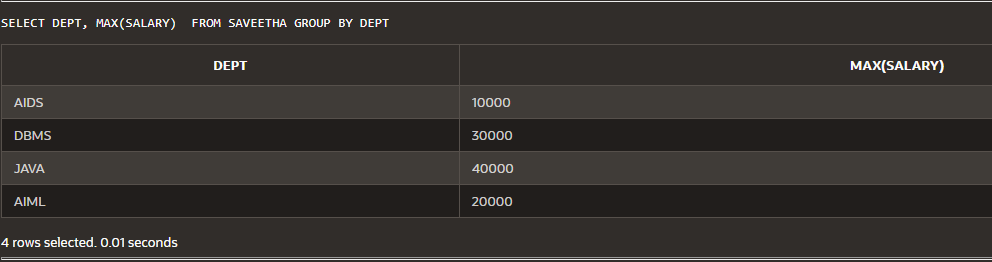 SELECT DEPT, MAX(SALARY)  FROM SAVEETHA GROUP BY DEPT
DEPT MAX(SALARY)
AIDS 10000
DBMS 30000
JAVA 40000
AIML 20000
4 rows selected. 0.01 seconds